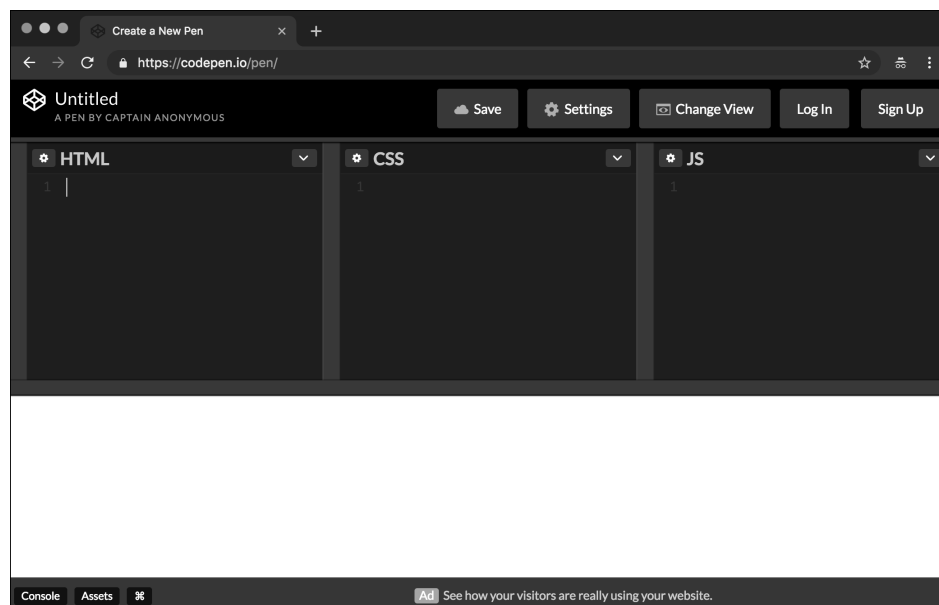 Create a New Pen
https://codepen.io/pen/
Untitled
A PEN BY CAPTAIN ANONYMOUS
Save
Settings
Change View
Log In
Sign Up
HTML
CSS
JS
1
1
1
Console
Assets
⌘
Ad See how your visitors are really using your website.